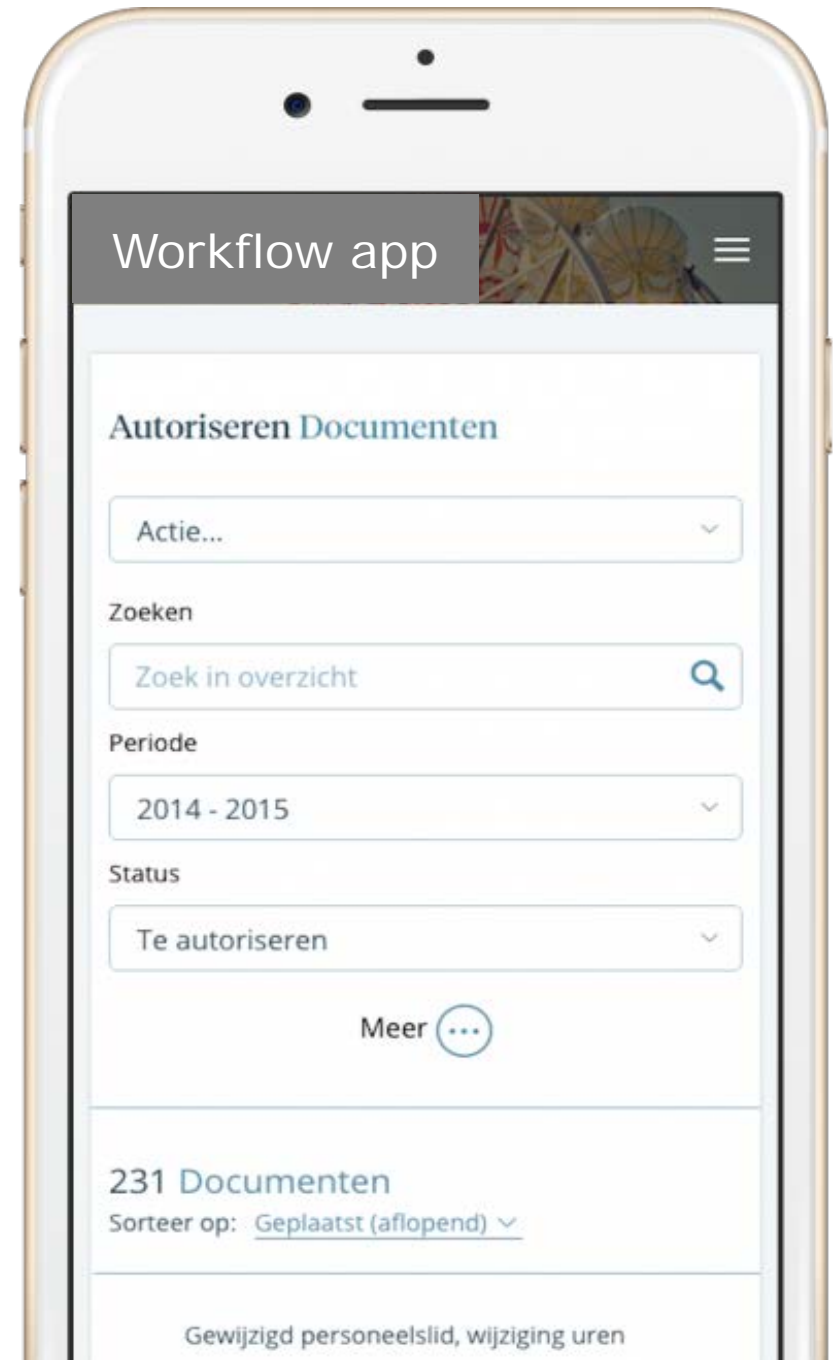 Workflow app
Autoriseren Documenten
Actie...
Zoeken
Zoek in overzicht
Periode
2014 - 2015
Status
Te autoriseren
Meer
231 Documenten
Sorteer op: Geplaatst (aflopend)
Gewijzigd personeelslid, wijziging uren